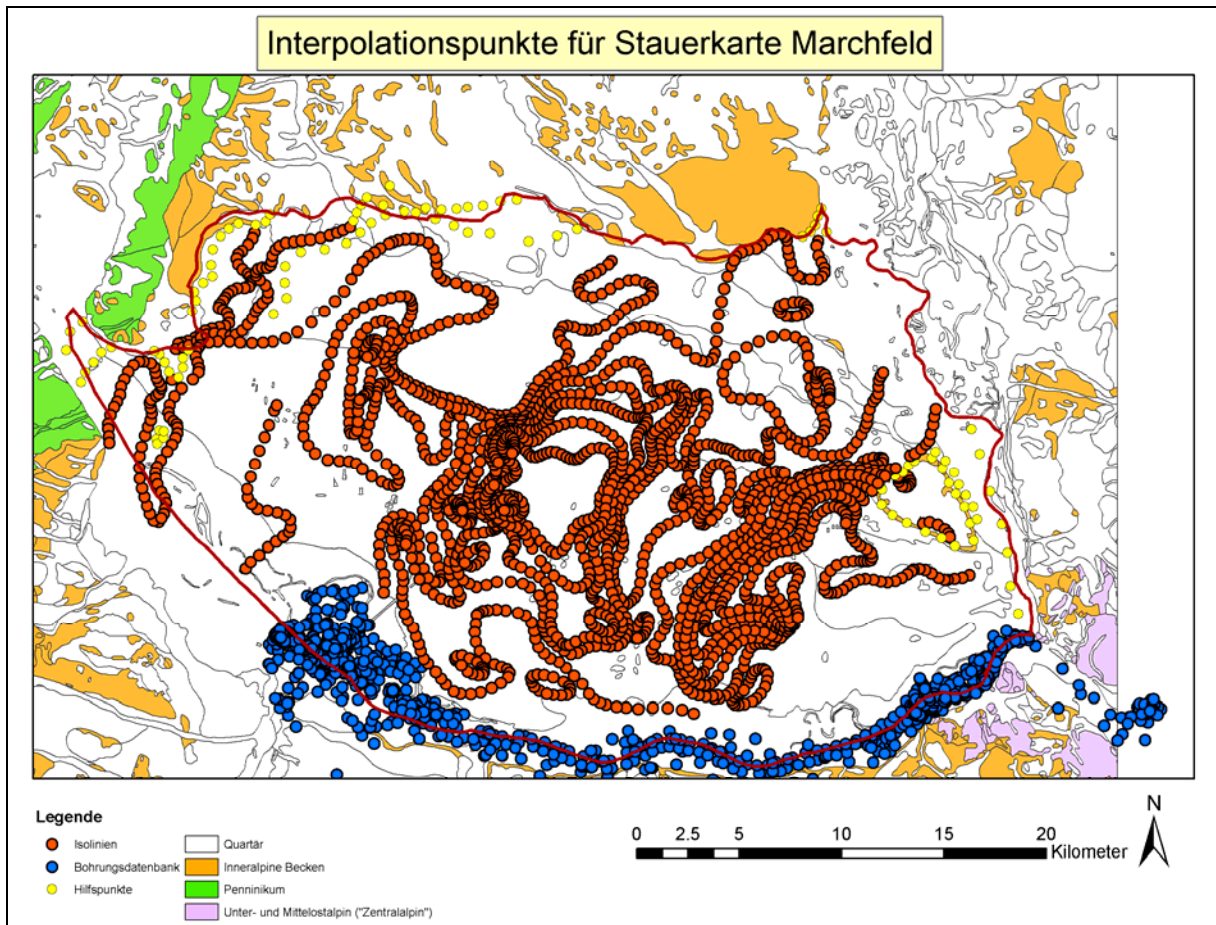 Interpolationspunkte für Stauerkarte Marchfeld
Legende
Isolinien
Bohrungsdatenbank
Hilfspunkte
Quartär
Inneralpine Becken
Penninikum
Unter- und Mittelostalpin ("Zentralalpin")
0 2.5 5 10 15 20
Kilometer
N